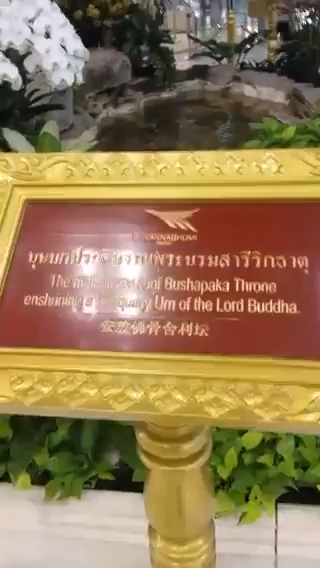 SUVARNABHUMI
บุษบกประดิษฐานพระบรมสารีริกธาตุ
The of Bushapaka Throne
enshrining a Urn of the Lord Buddha.
安放佛骨舍利坛